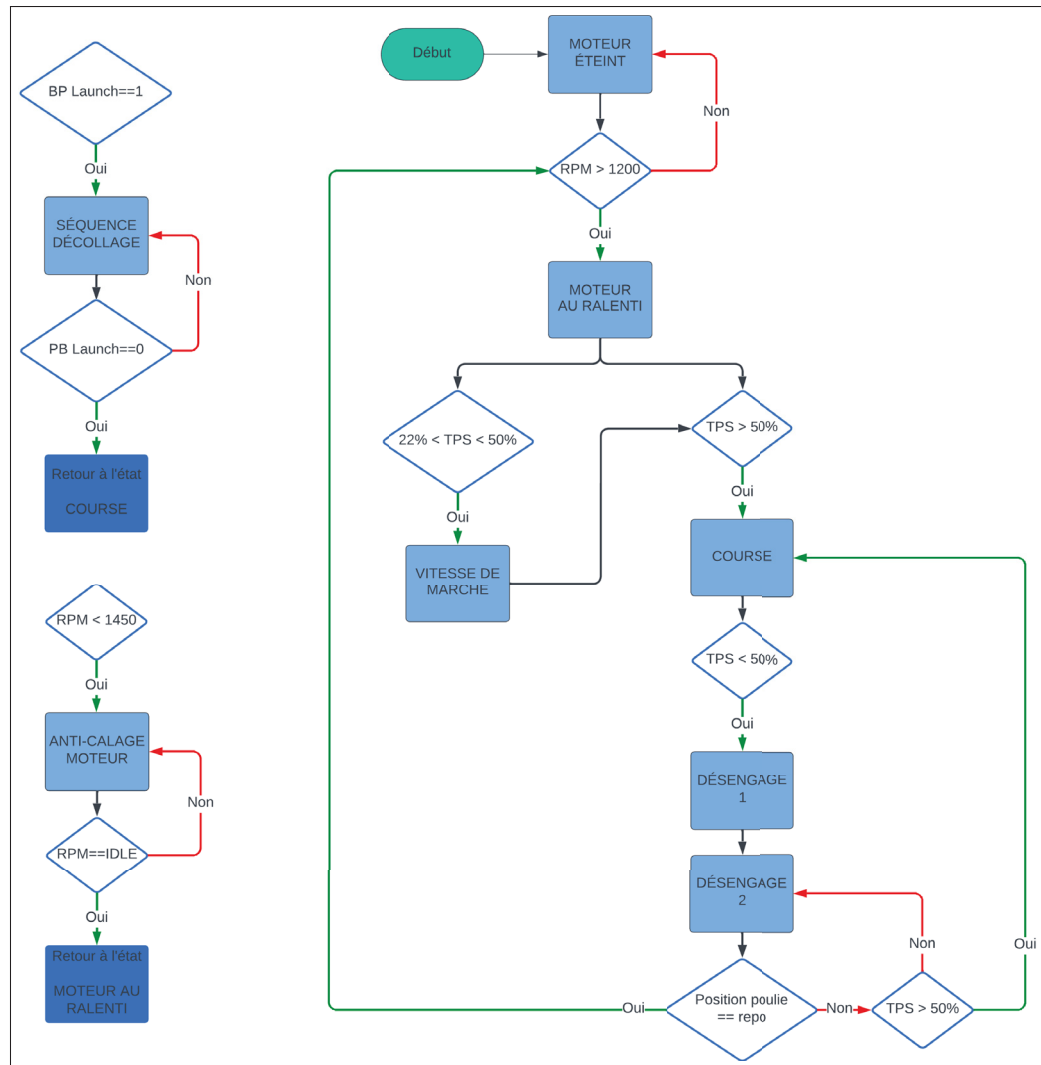 BP Launch==1
Oui
SÉQUENCE
DÉCOLLAGE
Non
PB Launch==0
Oui
Retour à l'état
COURSE
RPM < 1450
Oui
ANTI-CALAGE
MOTEUR
Non
RPM==IDLE
Oui
Retour à l'état
MOTEUR AU
RALENTI
Début
MOTEUR
ÉTEINT
Non
RPM > 1200
Oui
MOTEUR
AU RALENTI
22% < TPS < 50%
Oui
VITESSE DE
MARCHE
TPS > 50%
Oui
COURSE
TPS < 50%
Oui
DÉSENGAGE
1
DÉSENGAGE
2
Non
Oui
Position poulie
== repo
Oui
Non
TPS > 50%